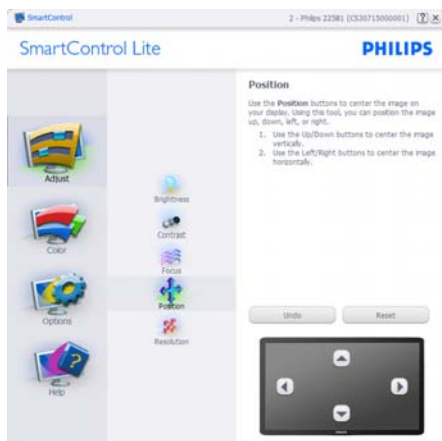 SmartControl
2 - Philips 225B1 (CS30715000001)
SmartControl Lite
PHILIPS
Adjust
Color
Options
Help
Brightness
Contrast
Focus
Position
Resolution
Position
Use the Position buttons to center the image on
your display. Using this tool, you can position the image
up, down, left, or right.
1. Use the Up/Down buttons to center the image
vertically.
2. Use the Left/Right buttons to center the image
horizontally.
Undo
Reset